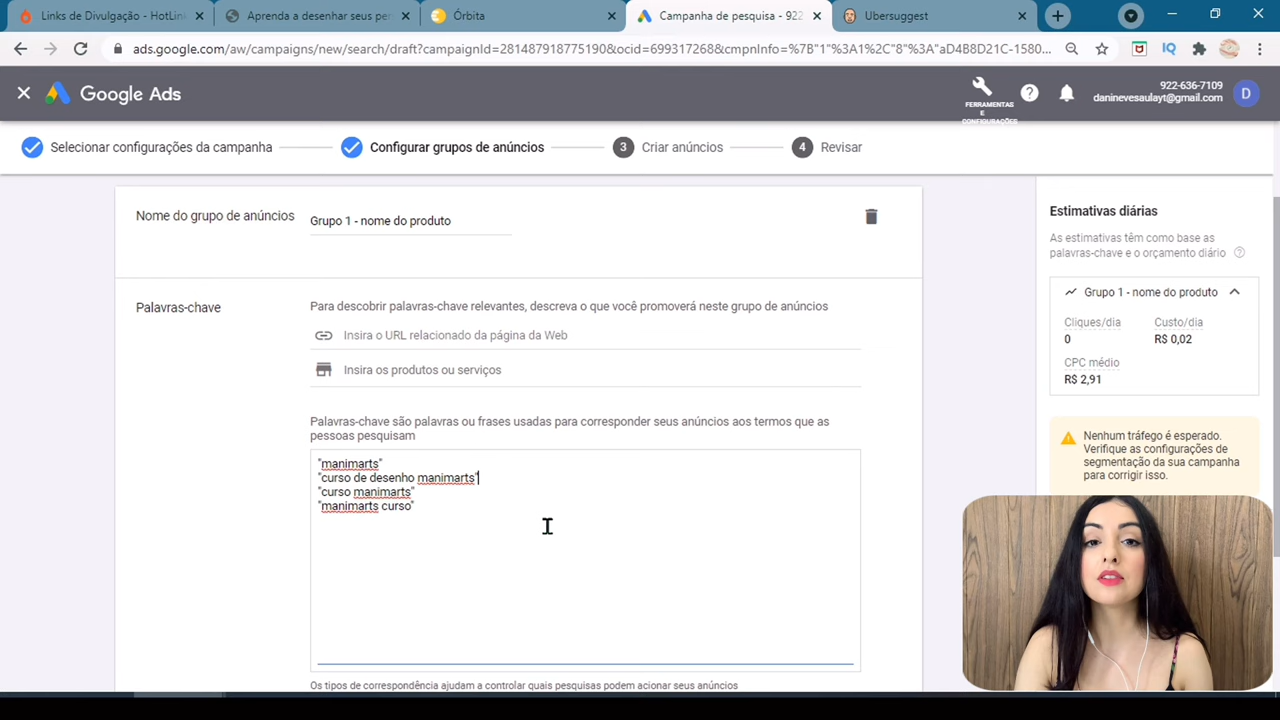 Links de Divulgação - HotLink
Aprenda a desenhar seus per
Órbita
Campanha de pesquisa - 922
Ubersuggest
ads.google.com/aw/campaigns/new/search/draft?campaignId=281487918775190&ocid=699317268&cmpnInfo=%7B"1"%3A1%2C"8"%3A"aD4B8D21C-1580...
Google Ads
FERRAMENTAS
E
CONFIGURAÇÕES
922-636-7109
daninevesaulayt@gmail.com
D
Selecionar configurações da campanha
Configurar grupos de anúncios
3 Criar anúncios
4 Revisar
Nome do grupo de anúncios
Grupo 1 - nome do produto
Palavras-chave
Para descobrir palavras-chave relevantes, descreva o que você promoverá neste grupo de anúncios
Insira o URL relacionado da página da Web
Insira os produtos ou serviços
Palavras-chave são palavras ou frases usadas para corresponder seus anúncios aos termos que as
pessoas pesquisam
"manimarts"
"curso de desenho manimarts"
"curso manimarts"
"manimarts curso"
Os tipos de correspondência ajudam a controlar quais pesquisas podem acionar seus anúncios
Estimativas diárias
As estimativas têm como base as
palavras-chave e o orçamento diário
Grupo 1 - nome do produto
Cliques/dia
Custo/dia
0
R$ 0,02
CPC médio
R$ 2,91
Nenhum tráfego é esperado.
Verifique as configurações de
segmentação da sua campanha
para corrigir isso.